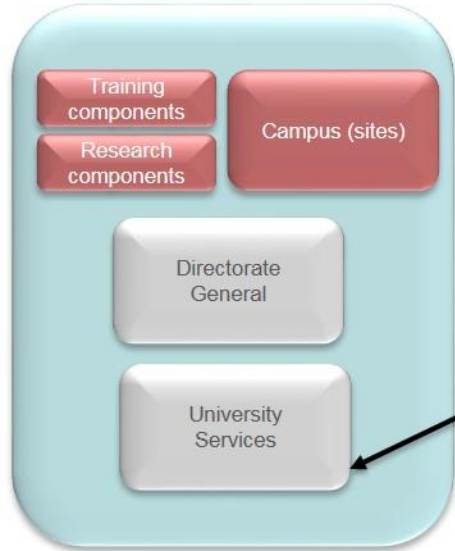 Training
components
Research
components
Campus (sites)
Directorate
General
University
Services